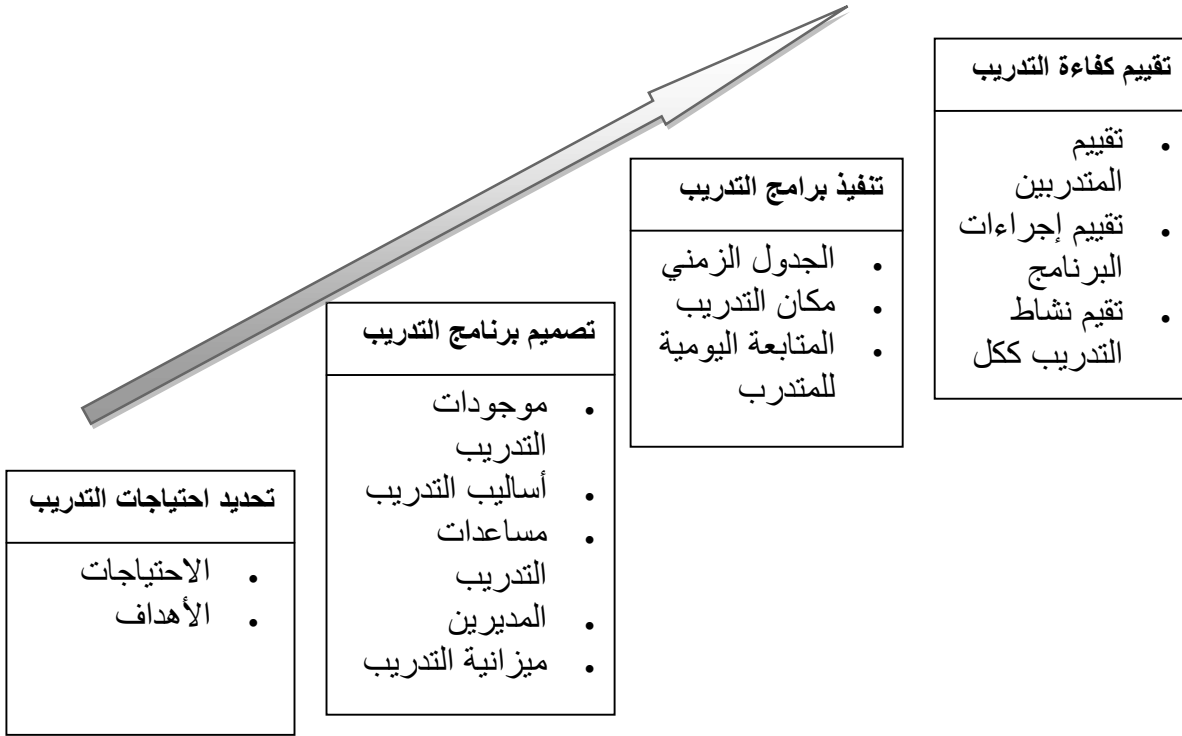 تحديد احتياجات التدريب
• الاحتياجات
• الأهداف
تصميم برنامج التدريب
• موجودات
التدريب
• أساليب التدريب
• مساعدات
التدريب
• المديرين
• ميزانية التدريب
تنفيذ برامج التدريب
• الجدول الزمني
• مكان التدريب
• المتابعة اليومية
للمتدرب
تقييم كفاءة التدريب
• تقييم
المتدربين
• تقييم إجراءات
البرنامج
• تقيم نشاط
التدريب ككل